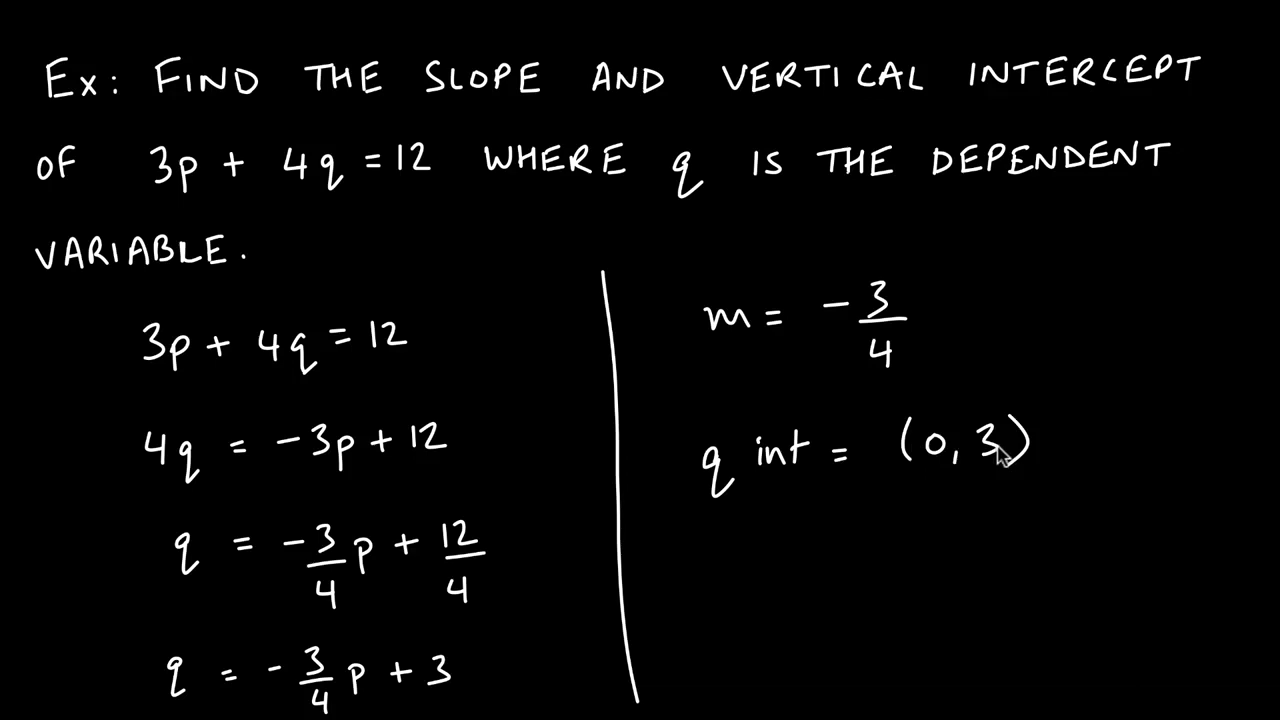 Ex: FIND THE SLOPE AND VERTICAL INTERCEPT
OF 3p + 4q = 12 WHERE q IS THE DEPENDENT
VARIABLE.
3p + 4q = 12
4q = -3p + 12
q = -3/4 p + 12/4
q = -3/4 p + 3
m = -3/4
q int = (0, 3)